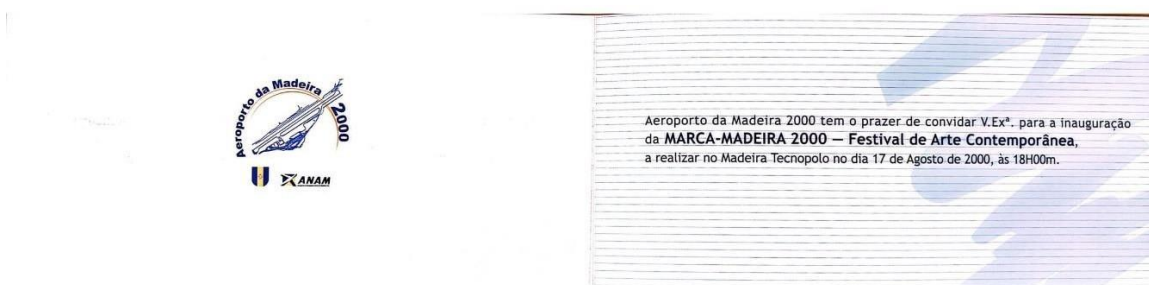 Aeroporto da Madeira 2000
ANAM
Aeroporto da Madeira 2000 tem o prazer de convidar V.Exª. para a inauguração
da MARCA-MADEIRA 2000 — Festival de Arte Contemporânea,
a realizar no Madeira Tecnopolo no dia 17 de Agosto de 2000, às 18H00m.